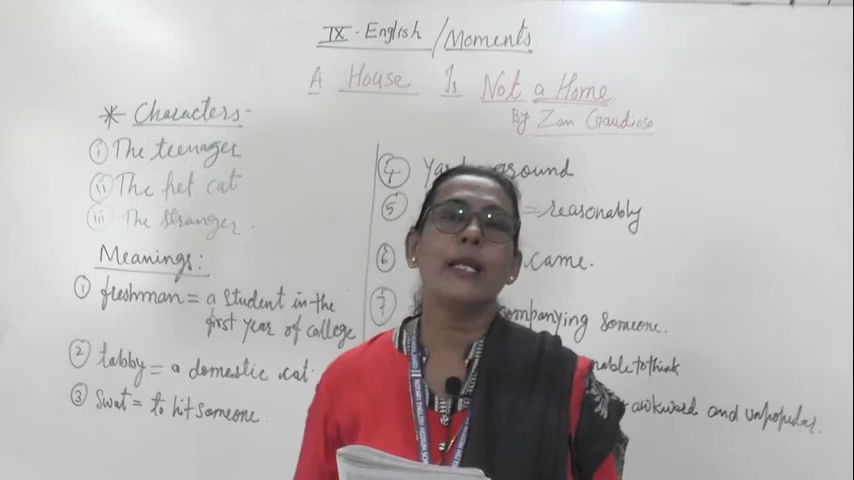 IX. English / Moments
A House Is Not a Home
By Zan Gaudioso
* Characters-
(i) The teenager
(ii) The pet cat
(iii) The stranger.
Meanings:
① freshman = a student in the
first year of college
② tabby = a domestic cat.
③ Swat = to hit someone.
④ ground
⑤ = reasonably
⑥ came.
⑦ someone.
to think
awkward and unpopular.